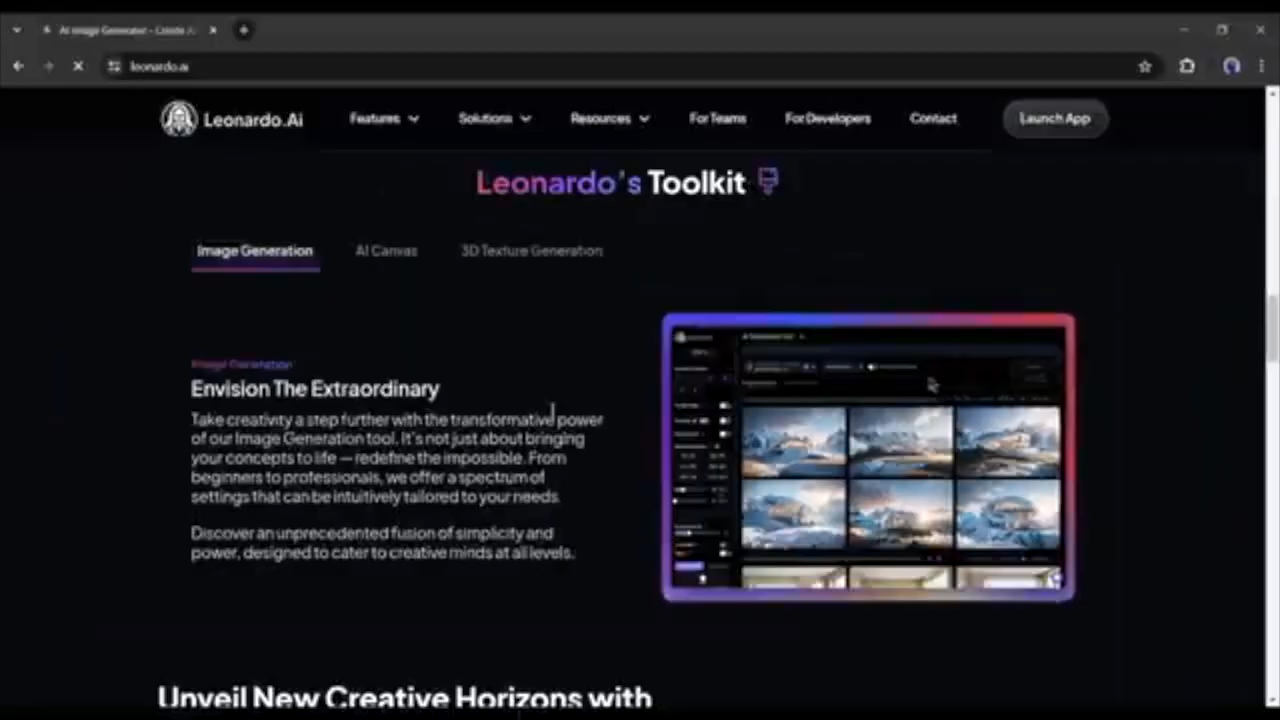 AI Image Generator - Create AI
leonardo.ai
Leonardo.Ai
Features
Solutions
Resources
For Teams
For Developers
Contact
Launch App
Leonardo's Toolkit
Image Generation
AI Canvas
3D Texture Generation
Image Generation
Envision The Extraordinary
Take creativity a step further with the transformative power
of our Image Generation tool. It's not just about bringing
your concepts to life — redefine the impossible. From
beginners to professionals, we offer a spectrum of
settings that can be intuitively tailored to your needs.
Discover an unprecedented fusion of simplicity and
power, designed to cater to creative minds at all levels.
Unveil New Creative Horizons with